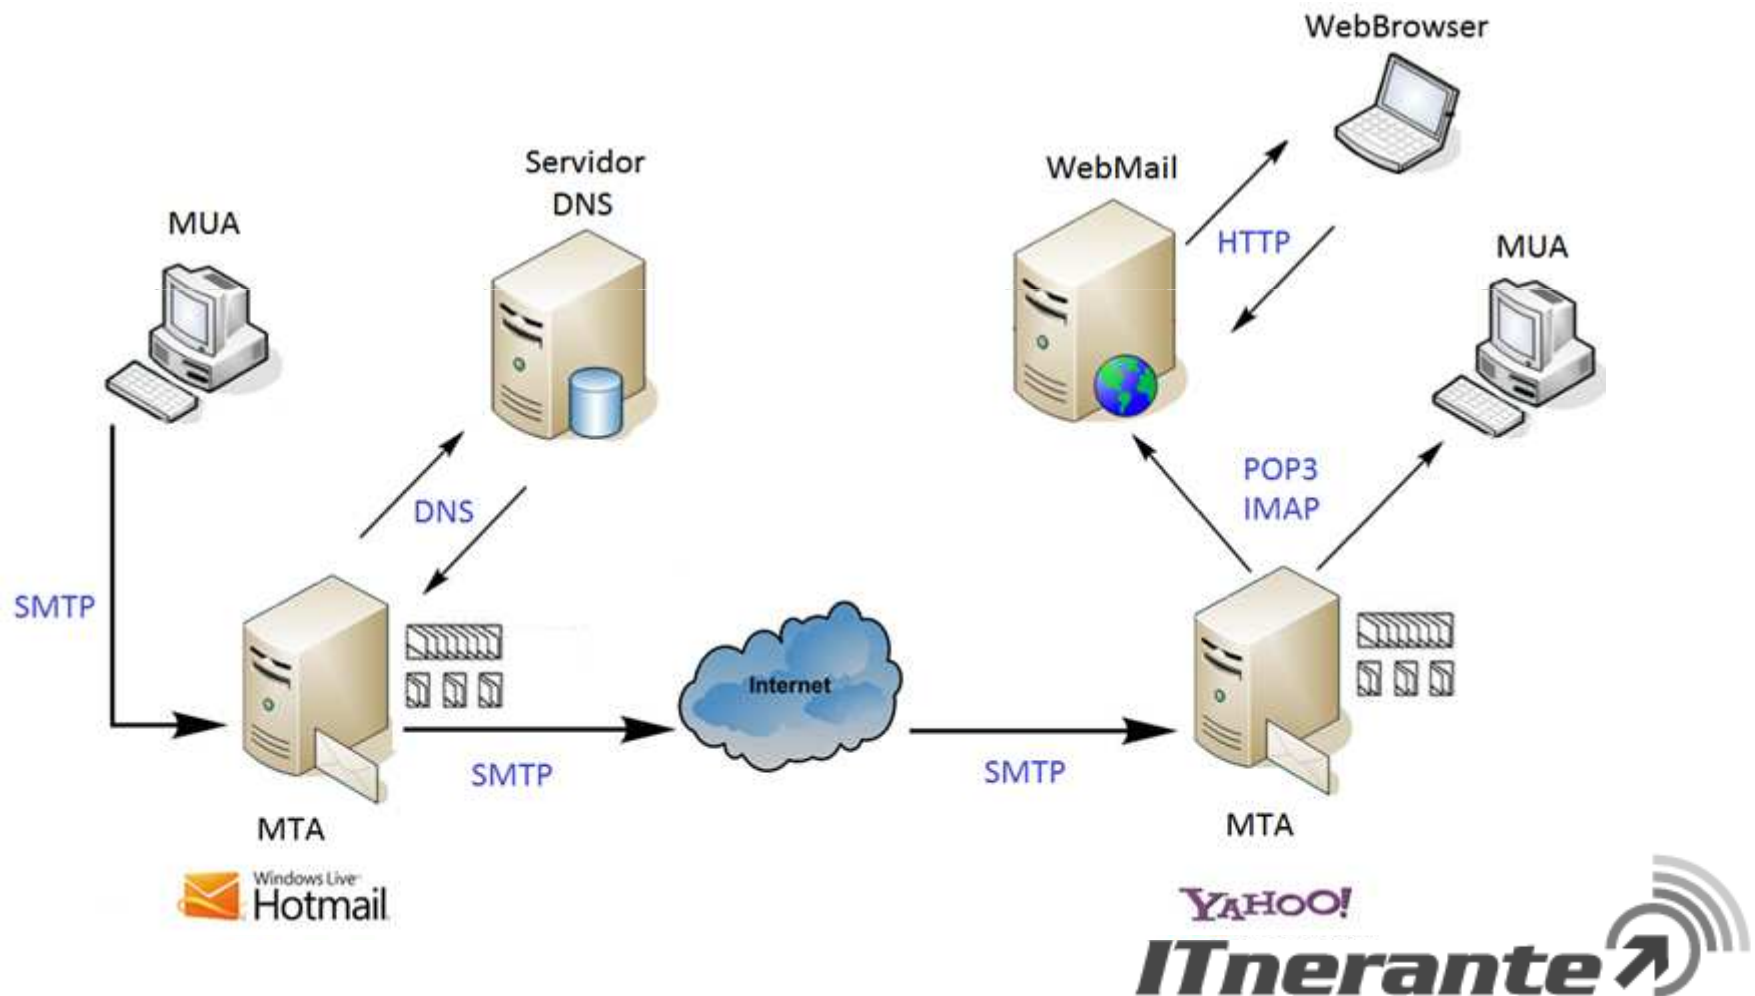 WebBrowser
Servidor
DNS
WebMail
MUA
HTTP
MUA
POP3
IMAP
DNS
SMTP
Internet
SMTP
SMTP
MTA
MTA
Windows Live
Hotmail
YAHOO!
ITnerante